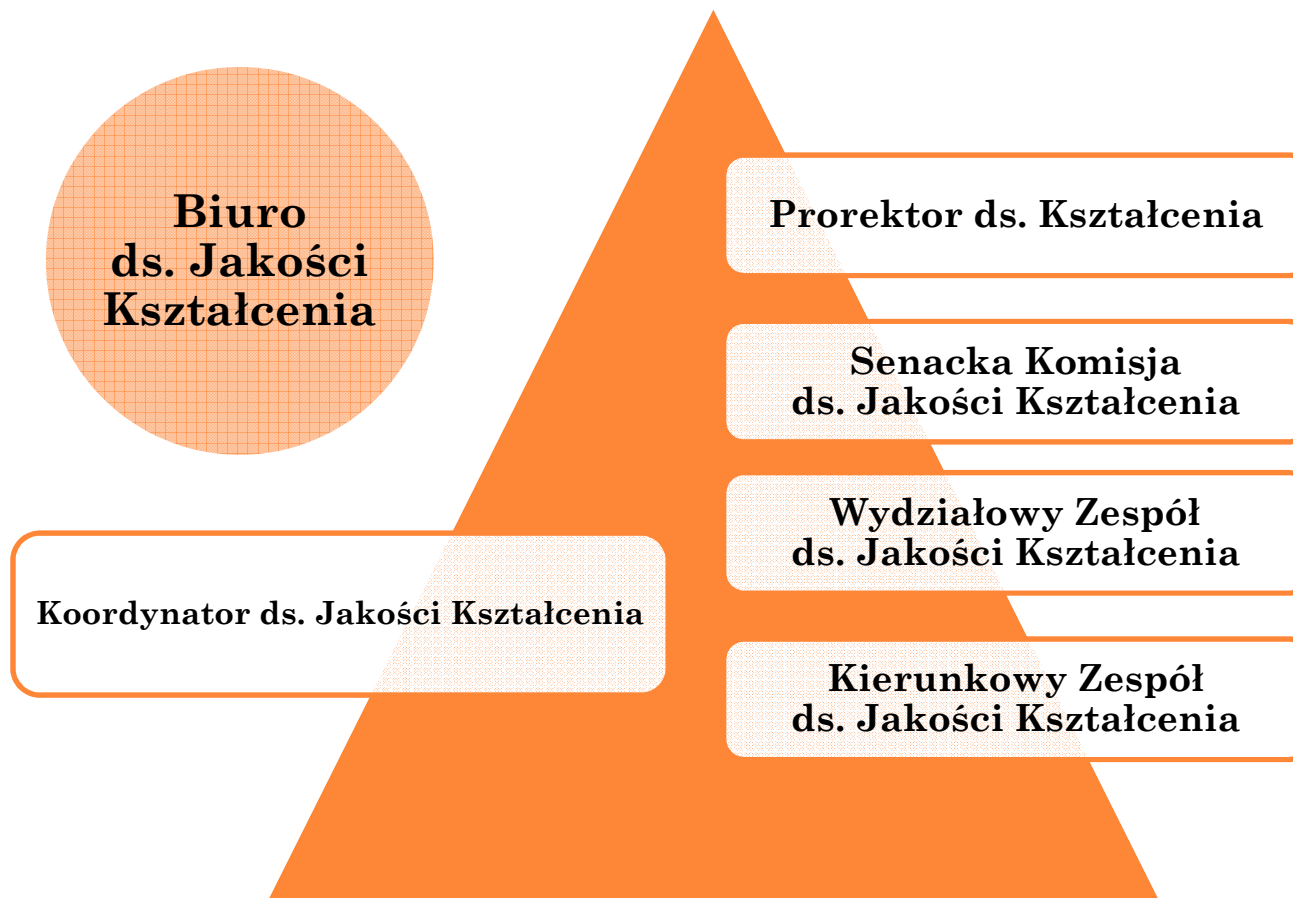 Biuro
ds. Jakości
Kształcenia
Prorektor ds. Kształcenia
Senacka Komisja
ds. Jakości Kształcenia
Wydziałowy Zespół
ds. Jakości Kształcenia
Koordynator ds. Jakości Kształcenia
Kierunkowy Zespół
ds. Jakości Kształcenia